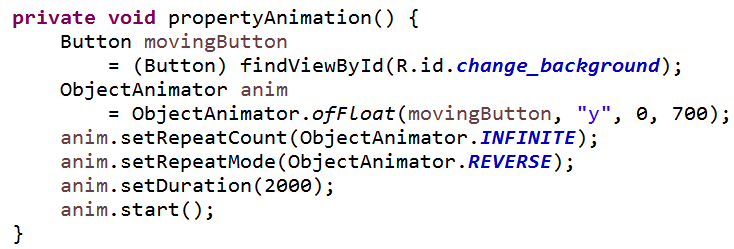 private void propertyAnimation() {
    Button movingButton
        = (Button) findViewById(R.id.change_background);
    ObjectAnimator anim
        = ObjectAnimator.ofFloat(movingButton, "y", 0, 700);
    anim.setRepeatCount(ObjectAnimator.INFINITE);
    anim.setRepeatMode(ObjectAnimator.REVERSE);
    anim.setDuration(2000);
    anim.start();
}